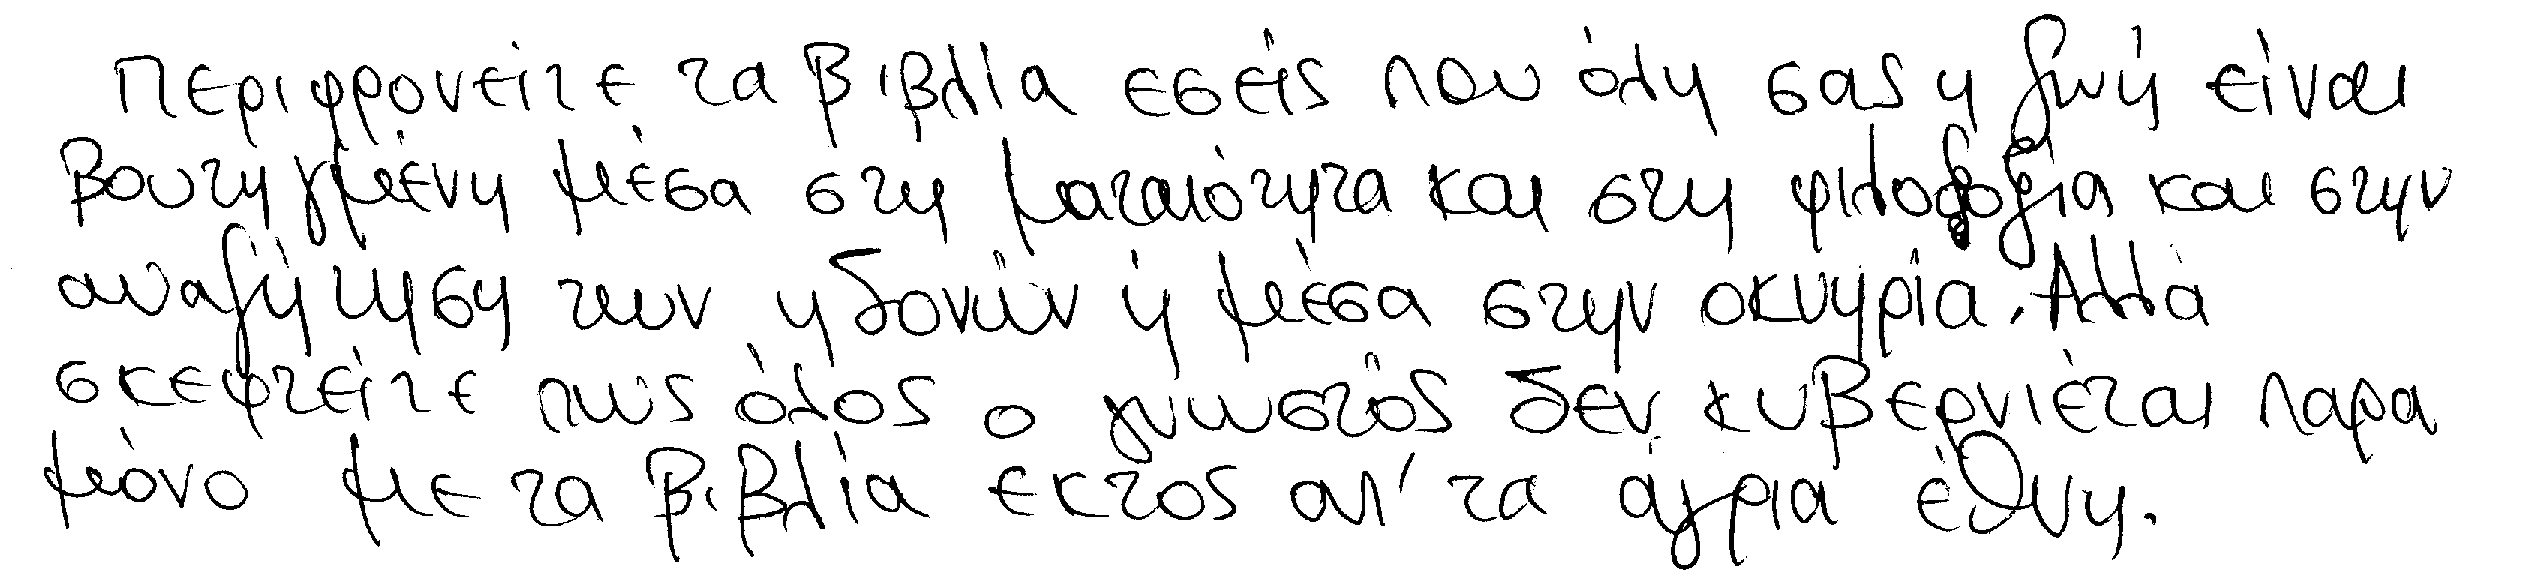 Περιφρονείτε τα βιβλία εσείς που όλη σας η ζωή είναι
βουτηγμένη μέσα στη ματαιότητα και στη φιλοδοξία και στην
αναζήτηση των ηδονών ή μέσα στην οκνηρία. Αλλά
σκεφτείτε πως όλος ο γνωστός δεν κυβερνιέται παρα
μόνο με τα βιβλία εκτος απ' τα άγρια έθνη.